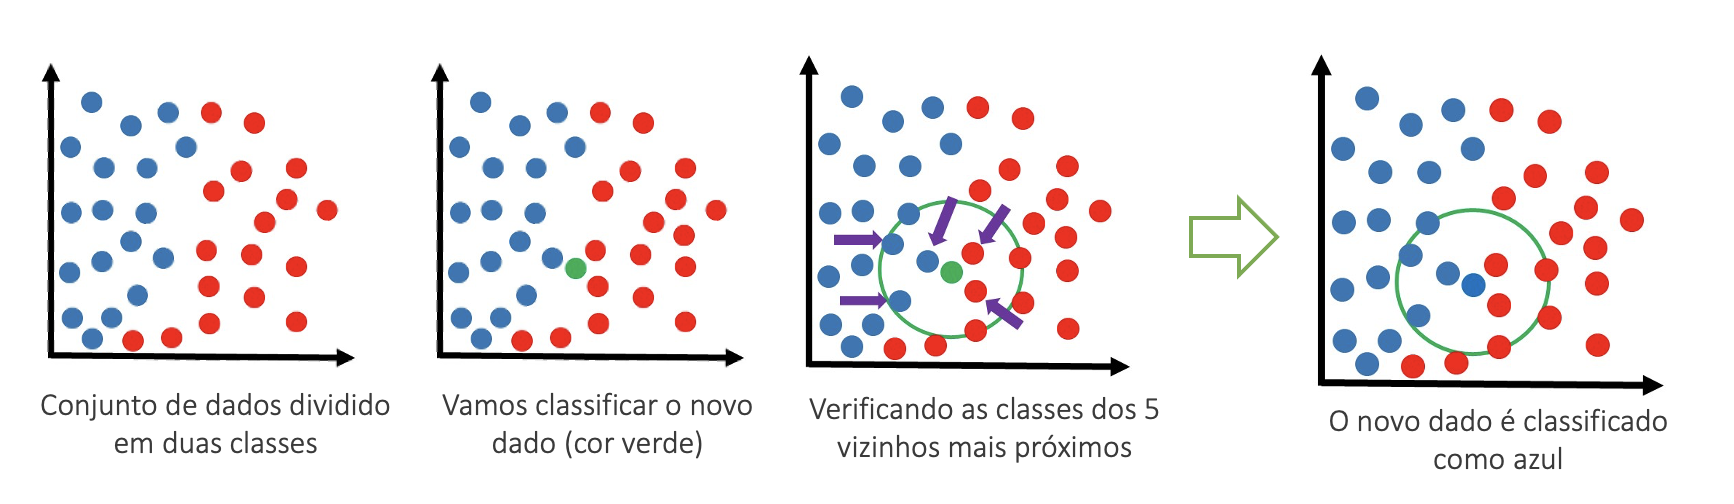 Conjunto de dados dividido
em duas classes
Vamos classificar o novo
dado (cor verde)
Verificando as classes dos 5
vizinhos mais próximos
O novo dado é classificado
como azul